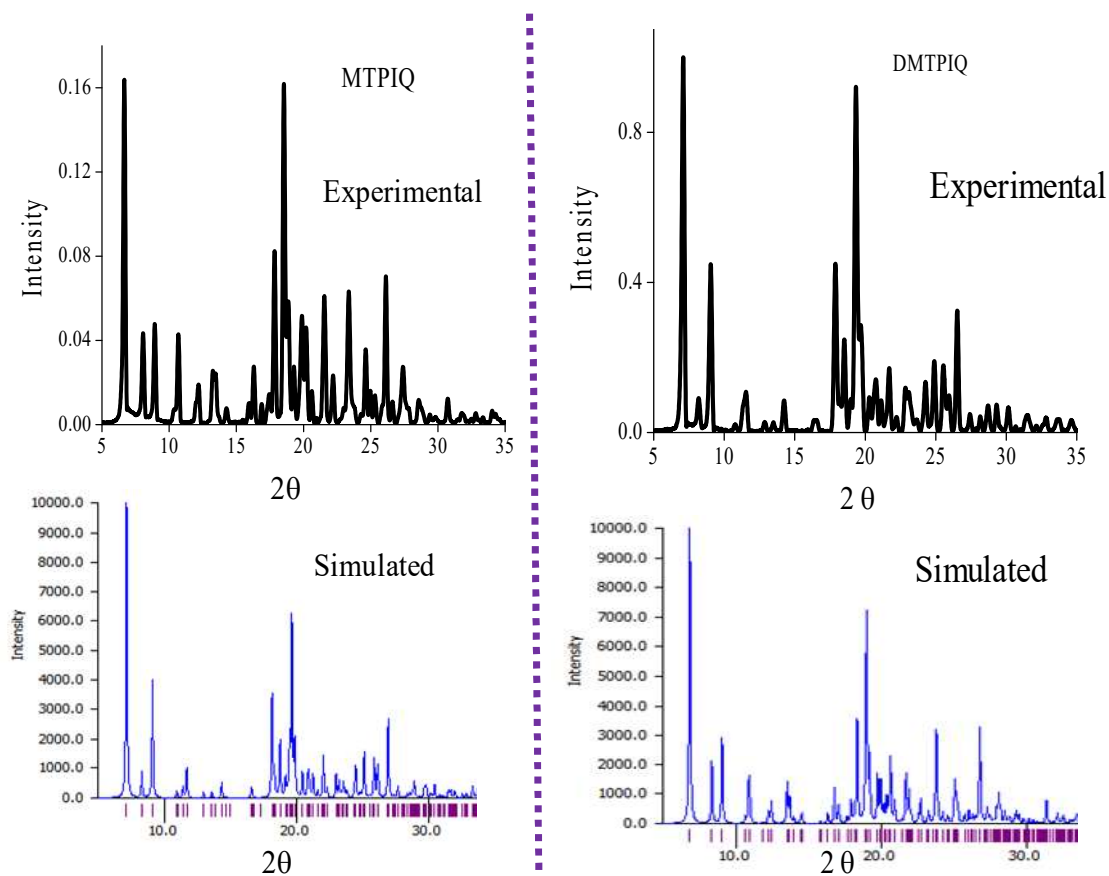 MTPIQ
Experimental
Intensity
0.16
0.12
0.08
0.04
0.00
5 10 15 20 25 30 35
2θ
DMTPIQ
Experimental
Intensity
0.8
0.4
0.0
5 10 15 20 25 30 35
2 θ
Simulated
Intensity
10000.0
9000.0
8000.0
7000.0
6000.0
5000.0
4000.0
3000.0
2000.0
1000.0
0.0
10.0 20.0 30.0
2θ
Simulated
Intensity
10000.0
9000.0
8000.0
7000.0
6000.0
5000.0
4000.0
3000.0
2000.0
1000.0
0.0
10.0 20.0 30.0
2 θ